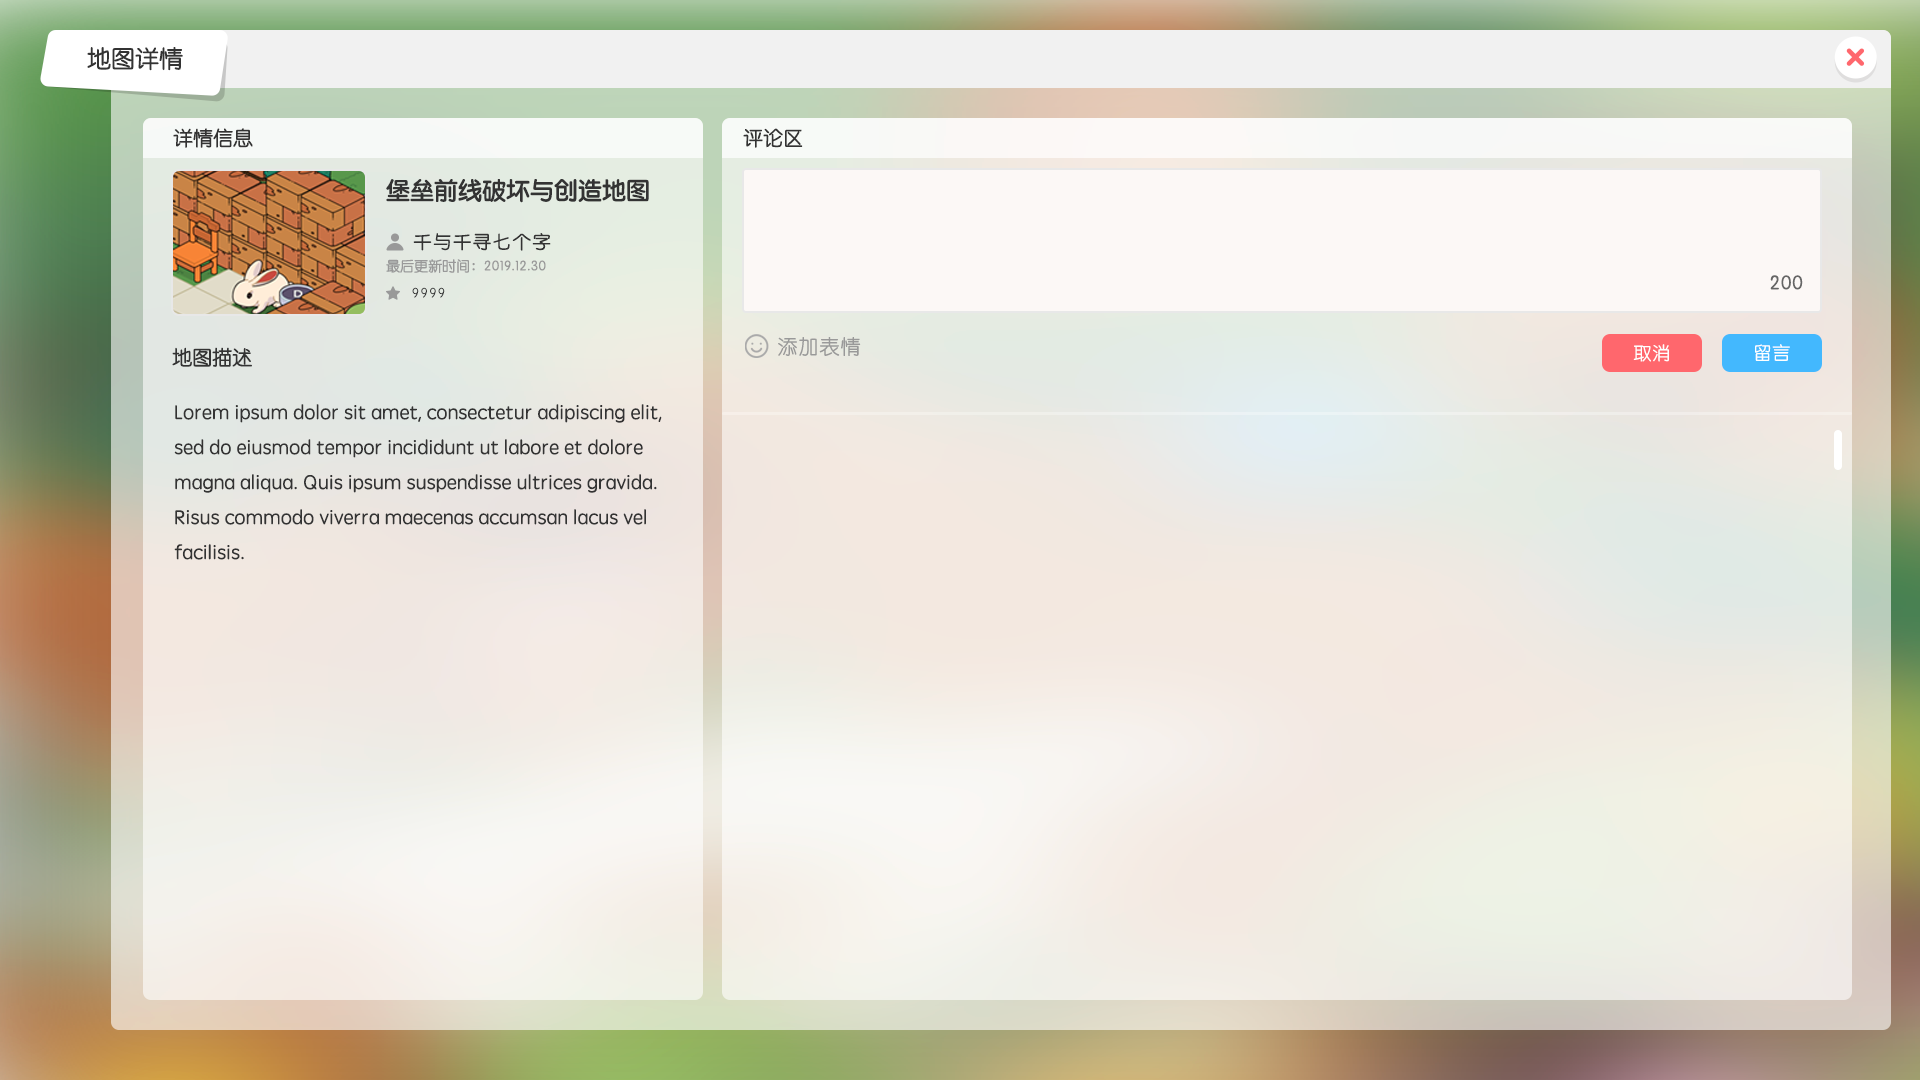 地图详情
详情信息
堡垒前线破坏与创造地图
千与千寻七个字
最后更新时间：2019.12.30
9999
D
地图描述
Lorem ipsum dolor sit amet, consectetur adipiscing elit,
sed do eiusmod tempor incididunt ut labore et dolore
magna aliqua. Quis ipsum suspendisse ultrices gravida.
Risus commodo viverra maecenas accumsan lacus vel
facilisis.
评论区
200
添加表情
取消
留言